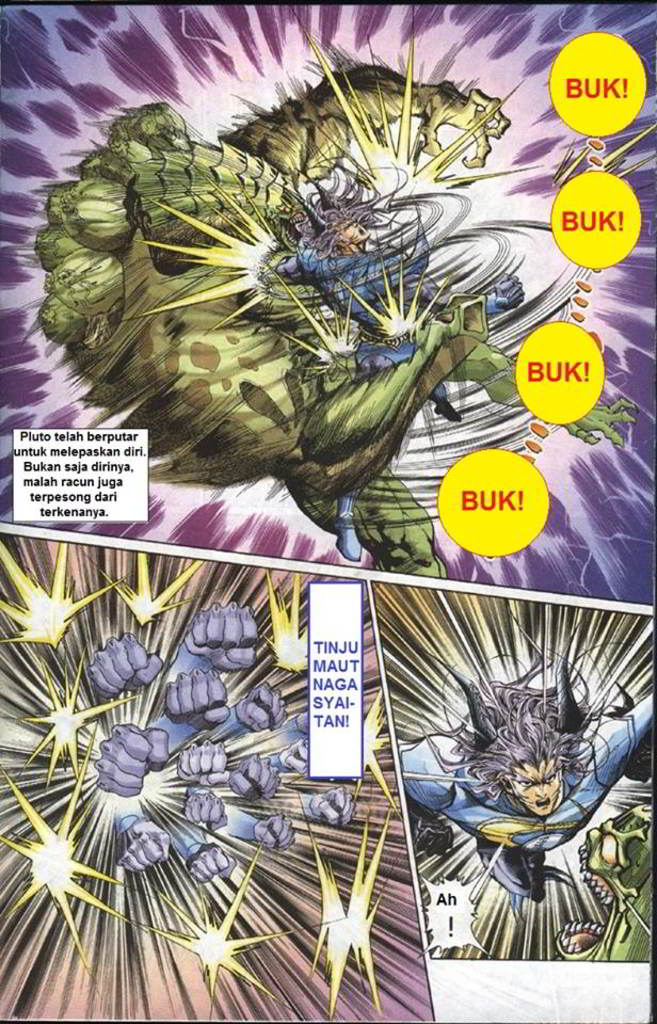 BUK!
BUK!
BUK!
BUK!
Pluto telah berputar
untuk melepaskan diri.
Bukan saja dirinya,
malah racun juga
terpesong dari
terkenanya.
TINJU
MAUT
NAGA
SYAI-
TAN!
Ah
!